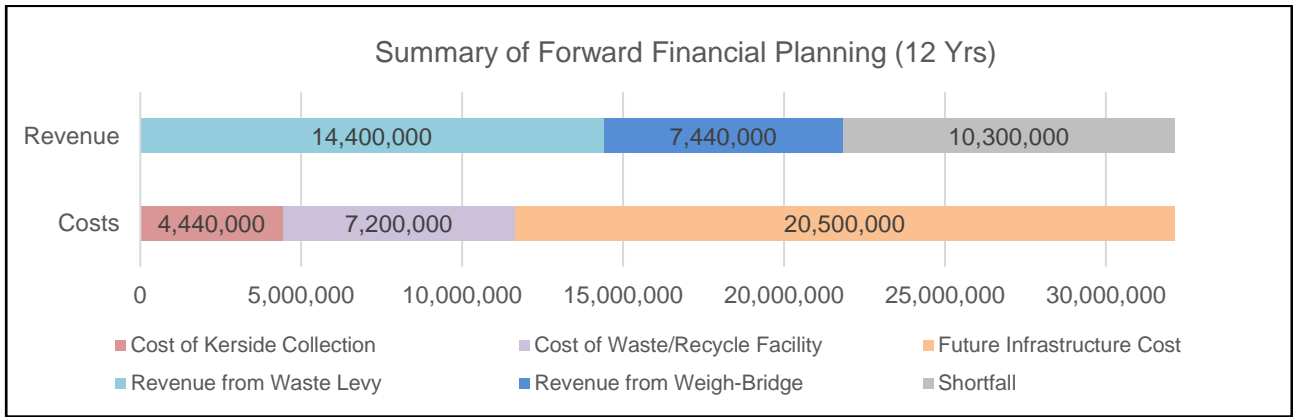 Summary of Forward Financial Planning (12 Yrs)
Revenue 14,400,000 7,440,000 10,300,000
Costs 4,440,000 7,200,000 20,500,000
0 5,000,000 10,000,000 15,000,000 20,000,000 25,000,000 30,000,000
Cost of Kerside Collection Cost of Waste/Recycle Facility Future Infrastructure Cost
Revenue from Waste Levy Revenue from Weigh-Bridge Shortfall